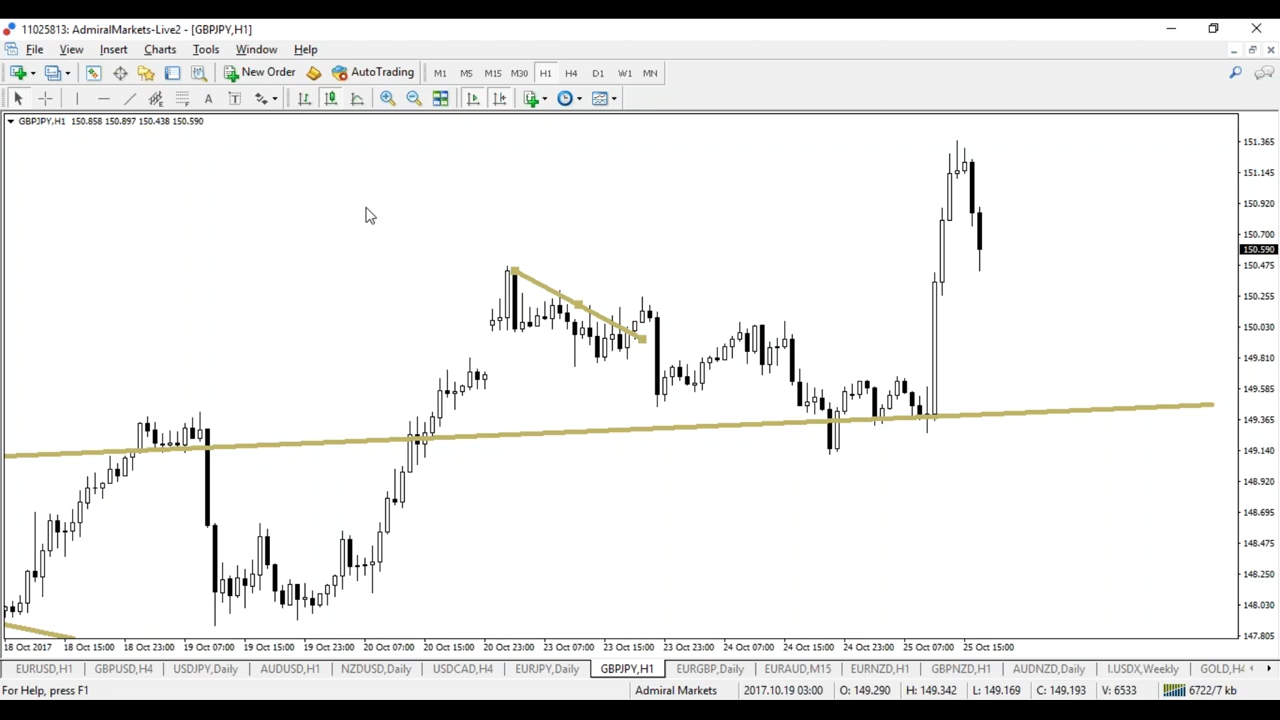 11025813: AdmiralMarkets-Live2 - [GBPJPY,H1]
File View Insert Charts Tools Window Help
New Order AutoTrading M1 M5 M15 M30 H1 H4 D1 W1 MN
A T
GBPJPY,H1 150.858 150.897 150.438 150.590
151.365
151.145
150.920
150.700
150.590
150.475
150.255
150.030
149.810
149.585
149.365
149.140
148.920
148.695
148.475
148.250
148.030
147.805
18 Oct 2017 18 Oct 15:00 18 Oct 23:00 19 Oct 07:00 19 Oct 15:00 19 Oct 23:00 20 Oct 07:00 20 Oct 15:00 20 Oct 23:00 23 Oct 07:00 23 Oct 15:00 23 Oct 23:00 24 Oct 07:00 24 Oct 15:00 24 Oct 23:00 25 Oct 07:00 25 Oct 15:00
EURUSD,H1 GBPUSD,H4 USDJPY,Daily AUDUSD,H1 NZDUSD,Daily USDCAD,H4 EURJPY,Daily GBPJPY,H1 EURGBP,Daily EURAUD,M15 EURNZD,H1 GBPNZD,H1 AUDNZD,Daily I.USDX,Weekly GOLD,H4
For Help, press F1 Admiral Markets 2017.10.19 03:00 O: 149.290 H: 149.342 L: 149.169 C: 149.193 V: 6533 6722/7 kb